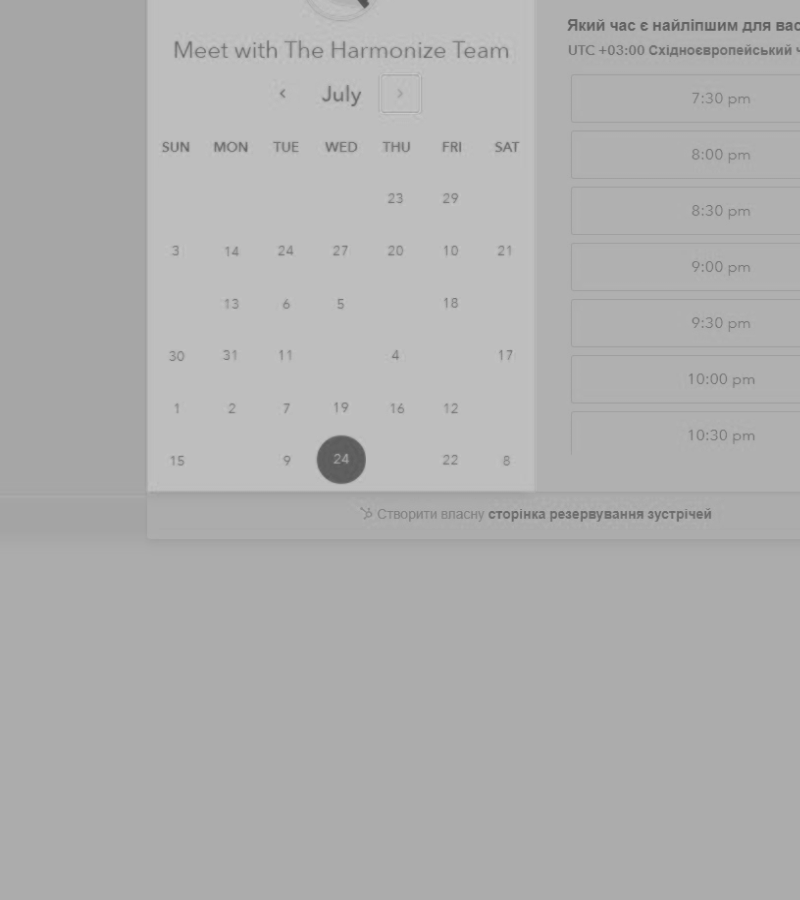 Meet with The Harmonize Team
July
SUN MON TUE WED THU FRI SAT
23 29
3 14 24 27 20 10 21
13 6 5 18
30 31 11 4 17
1 2 7 19 16 12
15 9 24 22 8
Який час є найліпшим для вас
UTC +03:00 Східноєвропейський
7:30 pm
8:00 pm
8:30 pm
9:00 pm
9:30 pm
10:00 pm
10:30 pm
Створити власну сторінка резервування зустрічей